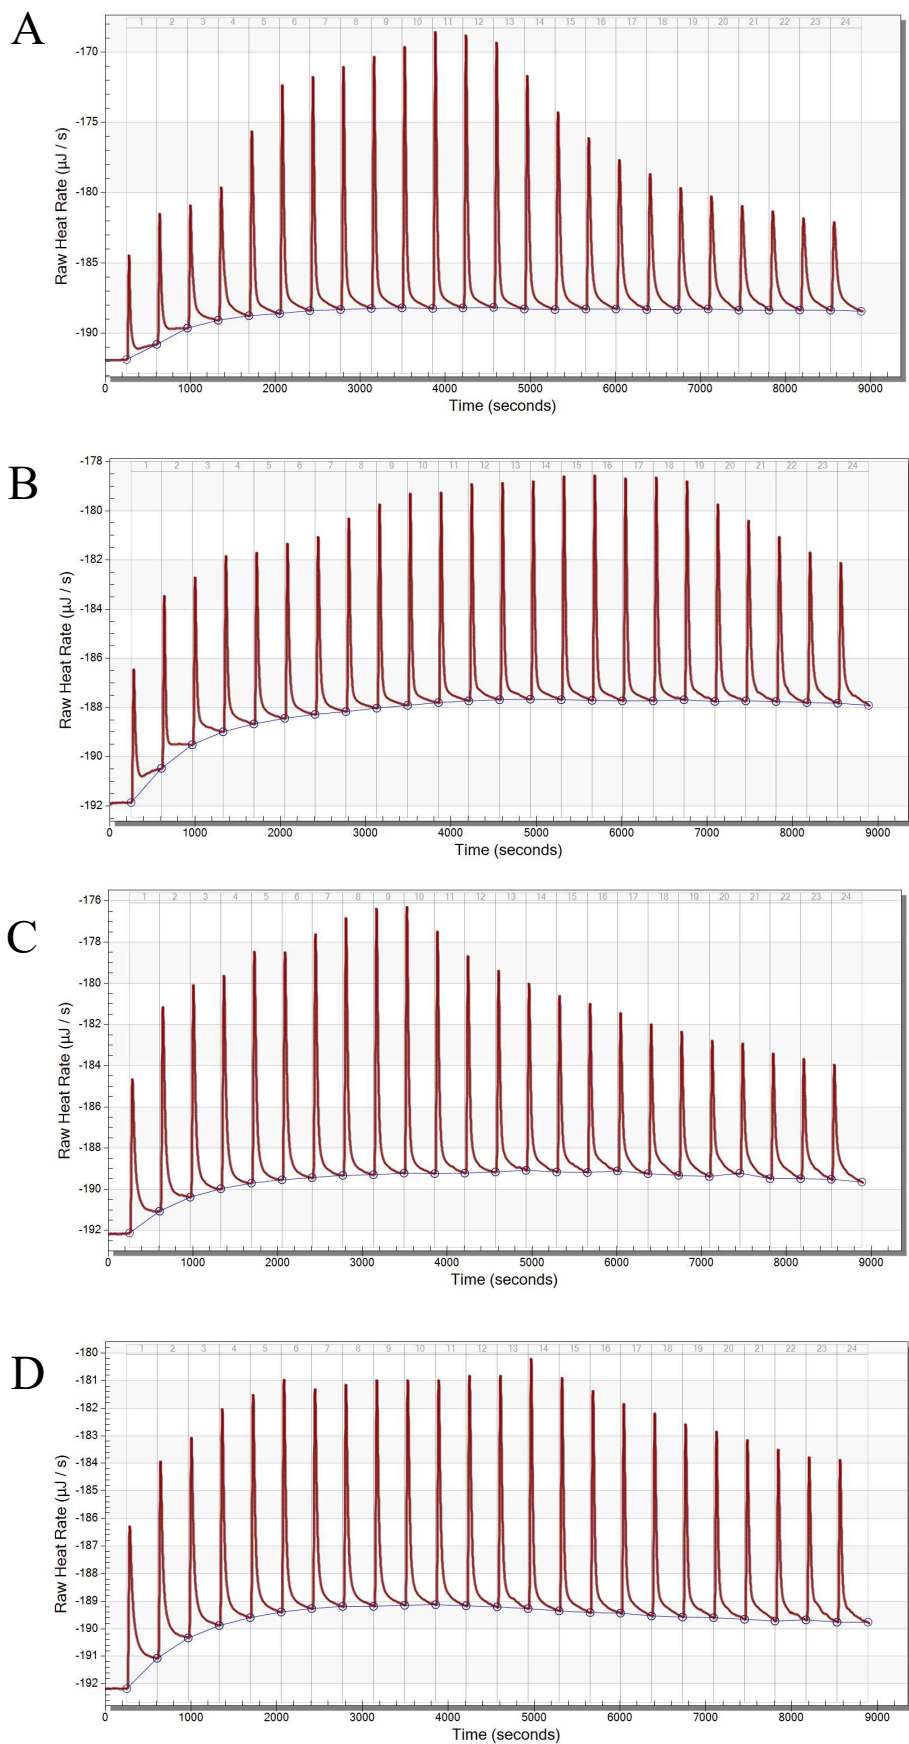 A
1 2 3 4 5 6 7 8 9 10 11 12 13 14 15 16 17 18 19 20 21 22 23 24
-170
-175
-180
-185
-190
Raw Heat Rate (µJ / s)
0 1000 2000 3000 4000 5000 6000 7000 8000 9000
Time (seconds)
B
-178
1 2 3 4 5 6 7 8 9 10 11 12 13 14 15 16 17 18 19 20 21 22 23 24
-180
-182
-184
-186
-188
-190
-192
Raw Heat Rate (µJ / s)
0 1000 2000 3000 4000 5000 6000 7000 8000 9000
Time (seconds)
C
-176
1 2 3 4 5 6 7 8 9 10 11 12 13 14 15 16 17 18 19 20 21 22 23 24
-178
-180
-182
-184
-186
-188
-190
-192
Raw Heat Rate (µJ / s)
0 1000 2000 3000 4000 5000 6000 7000 8000 9000
Time (seconds)
D
-180
1 2 3 4 5 6 7 8 9 10 11 12 13 14 15 16 17 18 19 20 21 22 23 24
-181
-182
-183
-184
-185
-186
-187
-188
-189
-190
-191
-192
Raw Heat Rate (µJ / s)
0 1000 2000 3000 4000 5000 6000 7000 8000 9000
Time (seconds)